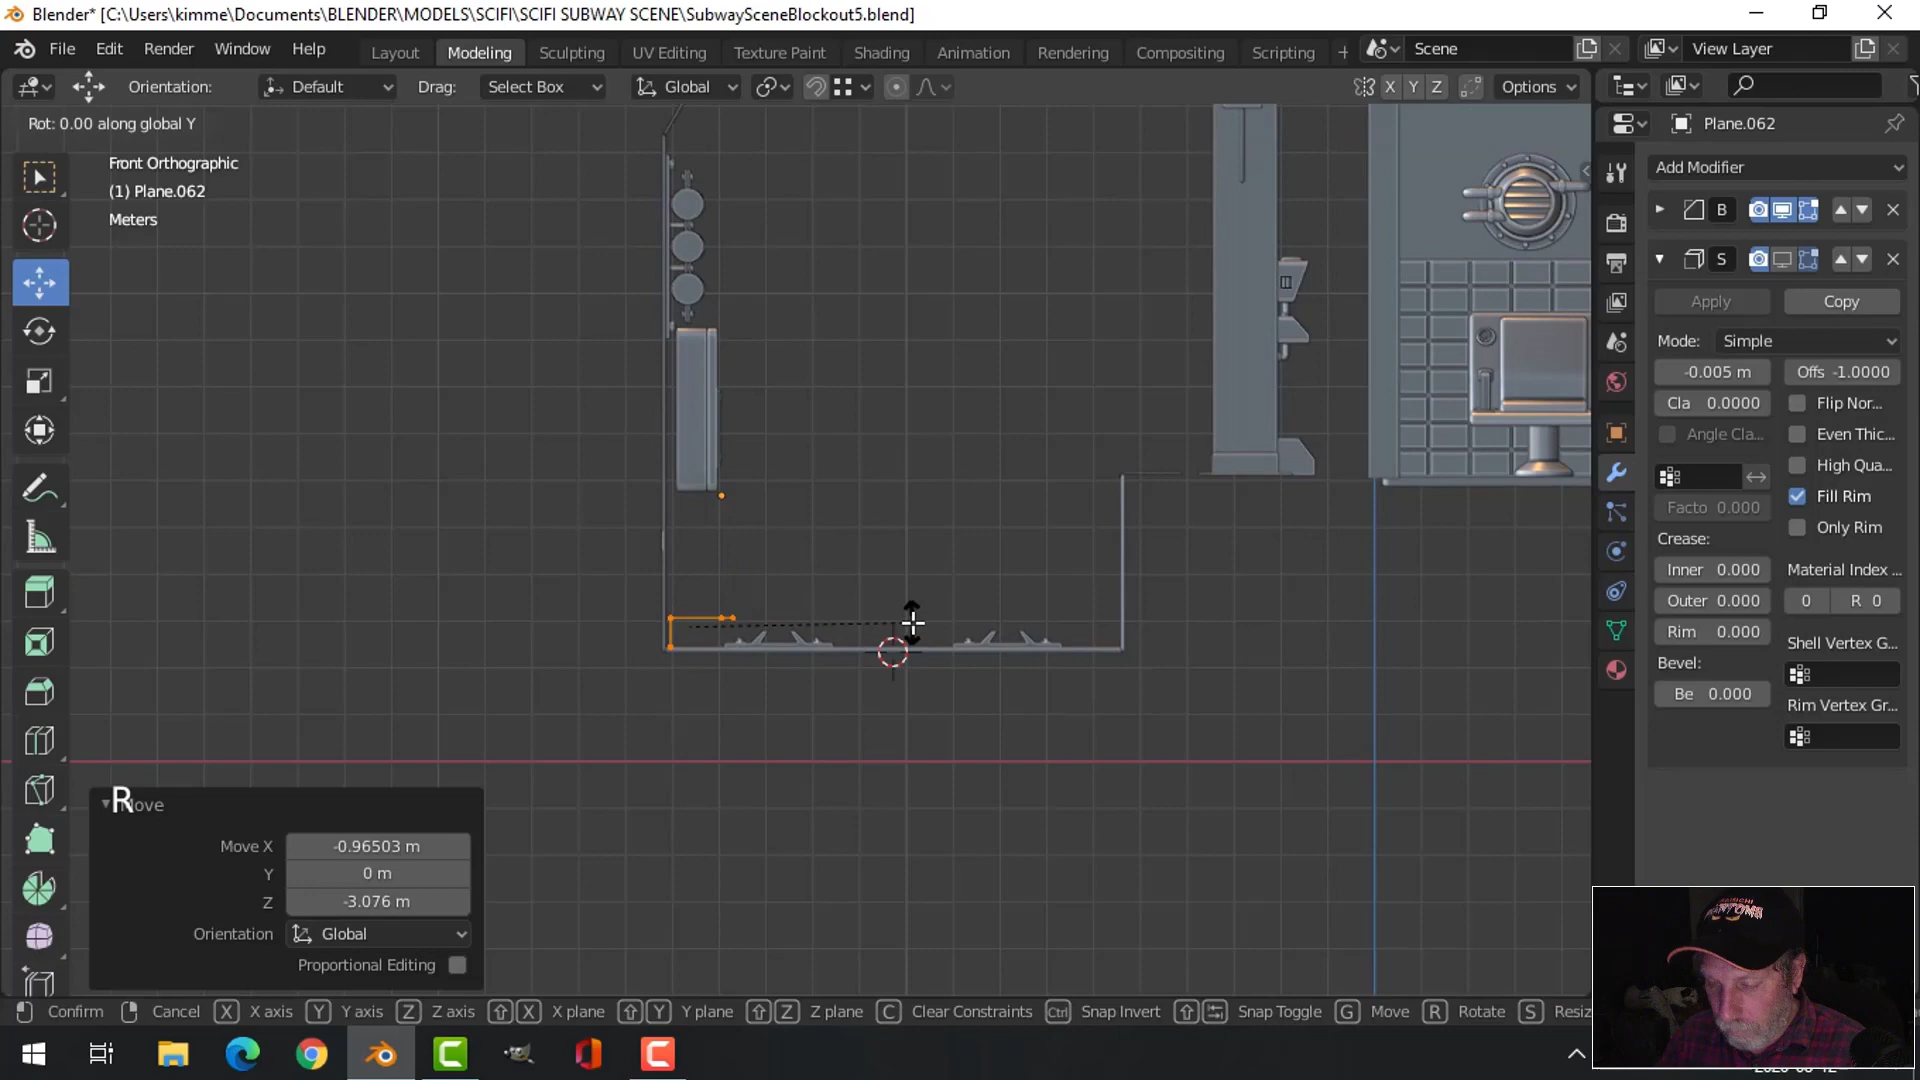 Blender* [C:\Users\kimme\Documents\BLENDER\MODELS\SCIFI\SCIFI SUBWAY SCENE\SubwaySceneBlockout5.blend]
File Edit Render Window Help Layout Modeling Sculpting UV Editing Texture Paint Shading Animation Rendering Compositing Scripting + Scene View Layer
Orientation: Default Drag: Select Box Global X Y Z Options
Rot: 0.00 along global Y
Plane.062
Front Orthographic
(1) Plane.062
Meters
Add Modifier
B
S
Apply Copy
Mode: Simple
-0.005 m Offs -1.0000
Cla 0.0000 Flip Nor...
Angle Cla... Even Thic...
High Qua...
Fill Rim
Facto 0.000 Only Rim
Crease:
Inner 0.000 Material Index ...
Outer 0.000 0 R 0
Rim 0.000 Shell Vertex G...
Bevel:
Be 0.000 Rim Vertex Gr...
R
Move
Move X -0.96503 m
Y 0 m
Z -3.076 m
Orientation Global
Proportional Editing
Confirm Cancel X X axis Y Y axis Z Z axis X X plane Y Y plane Z Z plane C Clear Constraints Ctrl Snap Invert Snap Toggle G Move R Rotate S Resiz